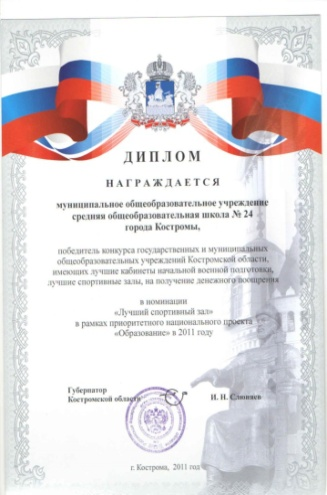 ДИПЛОМ
НАГРАЖДАЕТСЯ
муниципальное общеобразовательное учреждение
средняя общеобразовательная школа № 24
города Костромы,
победитель конкурса государственных и муниципальных
общеобразовательных учреждений Костромской области,
имеющих лучшие кабинеты начальной военной подготовки,
лучшие спортивные залы, на получение денежного поощрения
в номинации
«Лучший спортивный зал»
в рамках приоритетного национального проекта
«Образование» в 2011 году
Губернатор
Костромской области
И. Н. Слюняев
г. Кострома, 2011 год